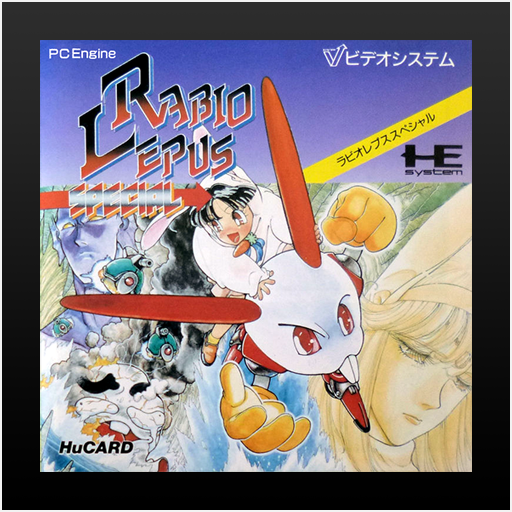 PC Engine
ビデオシステム
RABIO
LEPUS
SPECIAL
ラビオレプススペシャル
HE
system
HuCARD